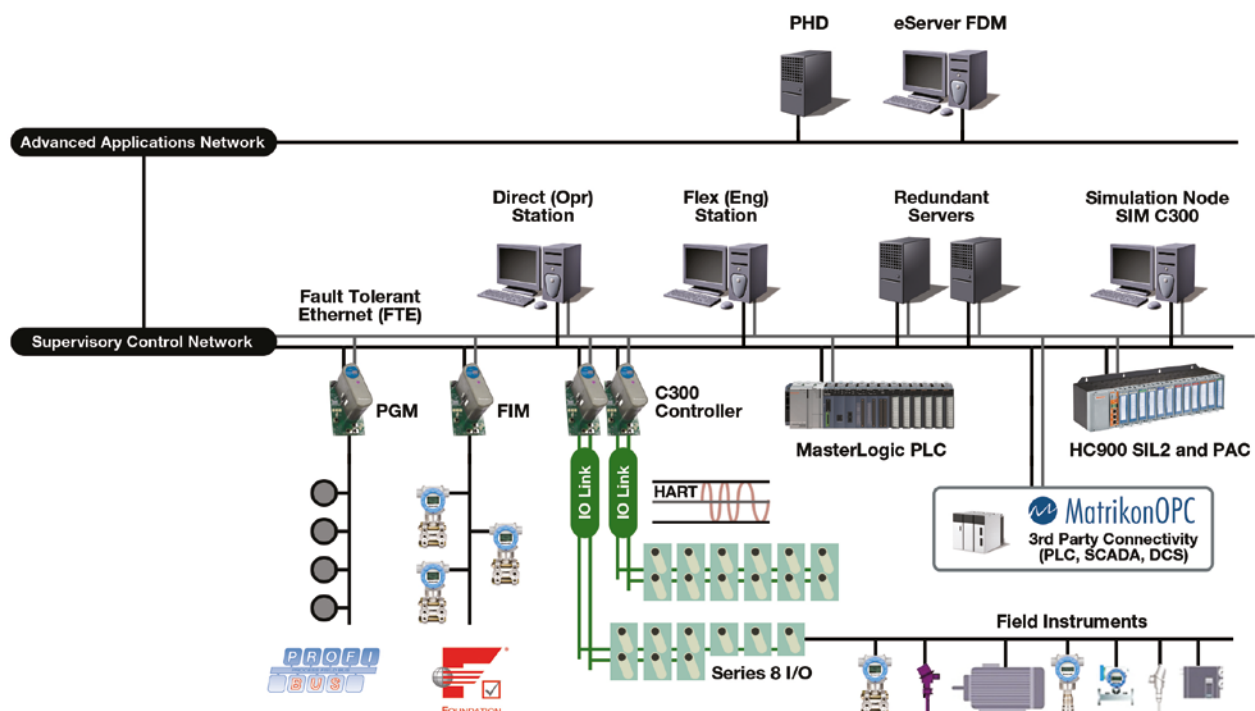 PHD
eServer FDM
Advanced Applications Network
Direct (Opr)
Station
Flex (Eng)
Station
Redundant
Servers
Simulation Node
SIM C300
Fault Tolerant
Ethernet (FTE)
Supervisory Control Network
PGM
FIM
C300
Controller
MasterLogic PLC
HC900 SIL2 and PAC
IO Link
IO Link
HART
MatrikonOPC
3rd Party Connectivity
(PLC, SCADA, DCS)
Field Instruments
Series 8 I/O
PROFI
BUS
F®
FOUNDATION